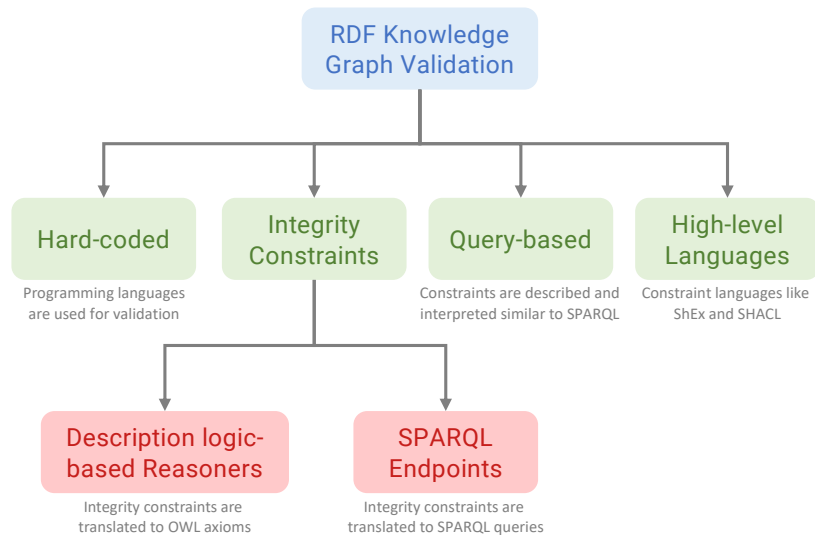 RDF Knowledge
Graph Validation
Hard-coded
Programming languages
are used for validation
Integrity
Constraints
Query-based
Constraints are described and
interpreted similar to SPARQL
High-level
Languages
Constraint languages like
ShEx and SHACL
Description logic-
based Reasoners
Integrity constraints are
translated to OWL axioms
SPARQL
Endpoints
Integrity constraints are
translated to SPARQL queries